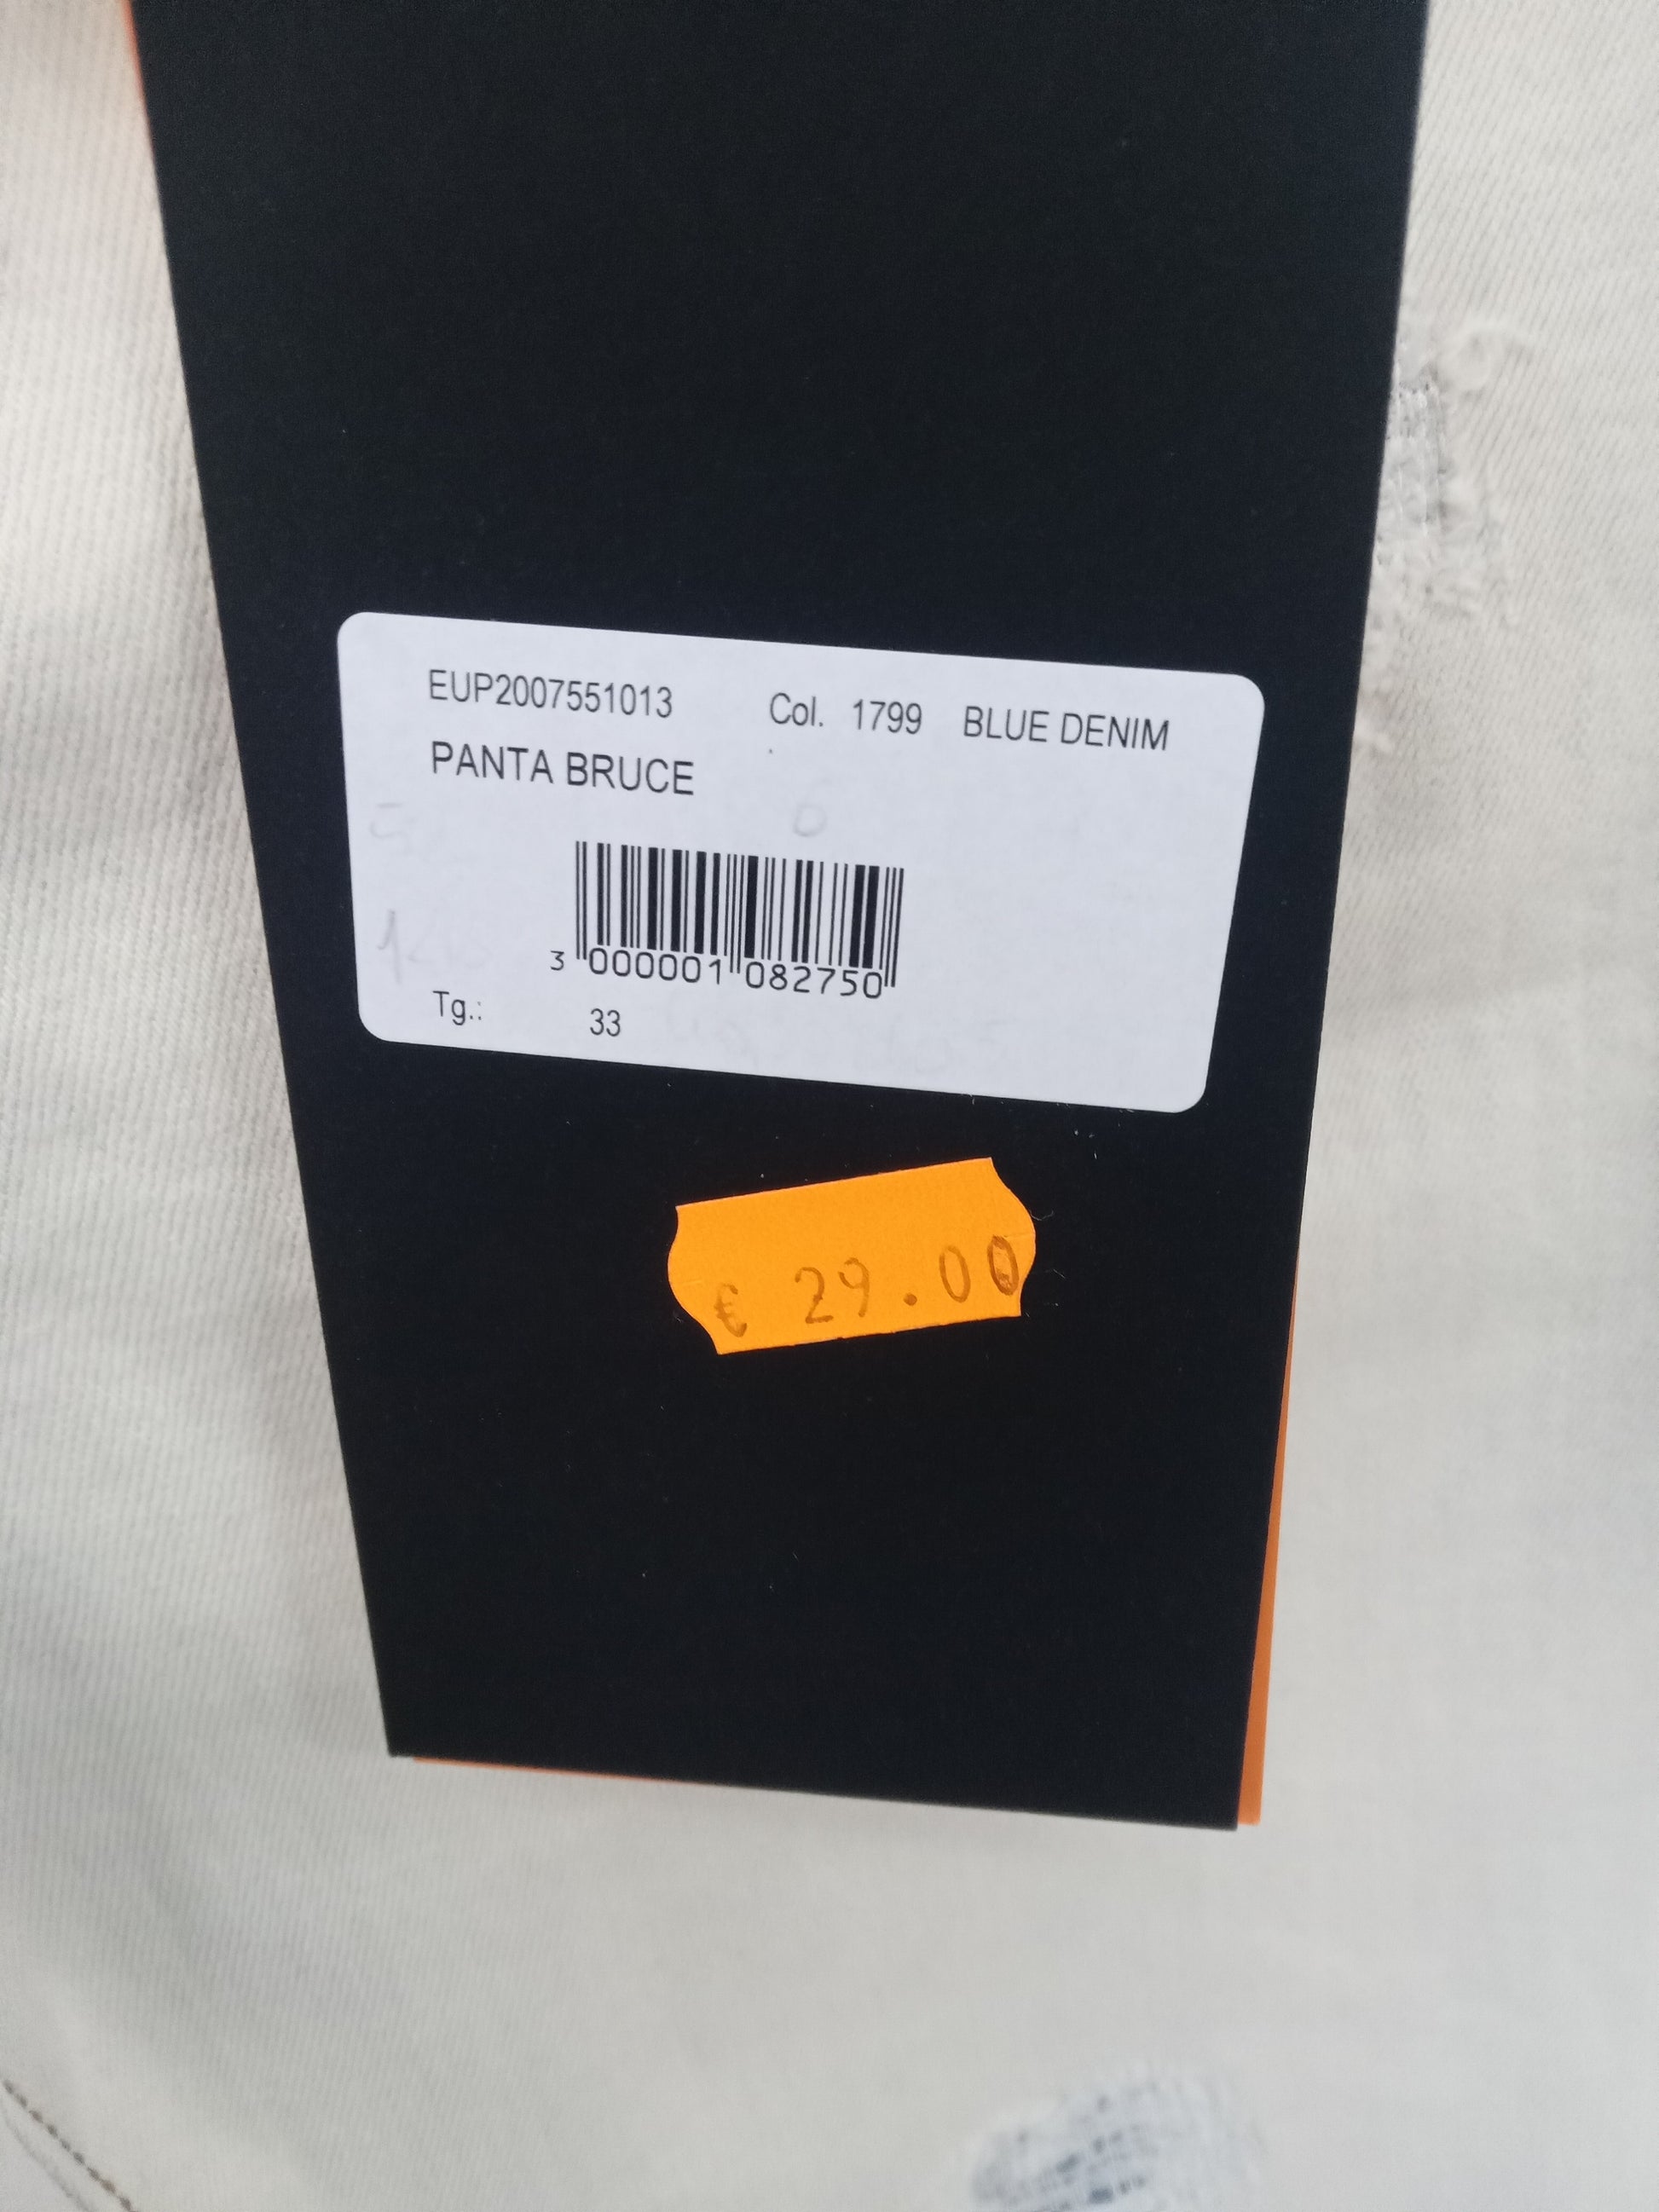 EUP2007551013 Col. 1799 BLUE DENIM
PANTA BRUCE
3 000001 082750
Tg.: 33
€ 29.00